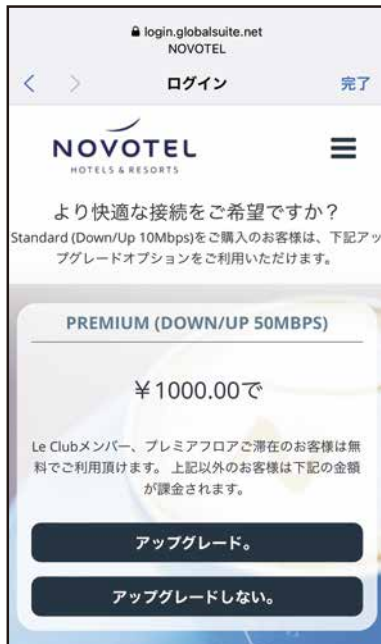 login.globalsuite.net
NOVOTEL
ログイン
完了
NOVOTEL
HOTELS & RESORTS
より快適な接続をご希望ですか？
Standard (Down/Up 10Mbps)をご購入のお客様は、下記アッ
プグレードオプションをご利用いただけます。
PREMIUM (DOWN/UP 50MBPS)
￥1000.00で
Le Clubメンバー、プレミアフロアご滞在のお客様は無
料でご利用頂けます。 上記以外のお客様は下記の金額
が課金されます。
アップグレード。
アップグレードしない。